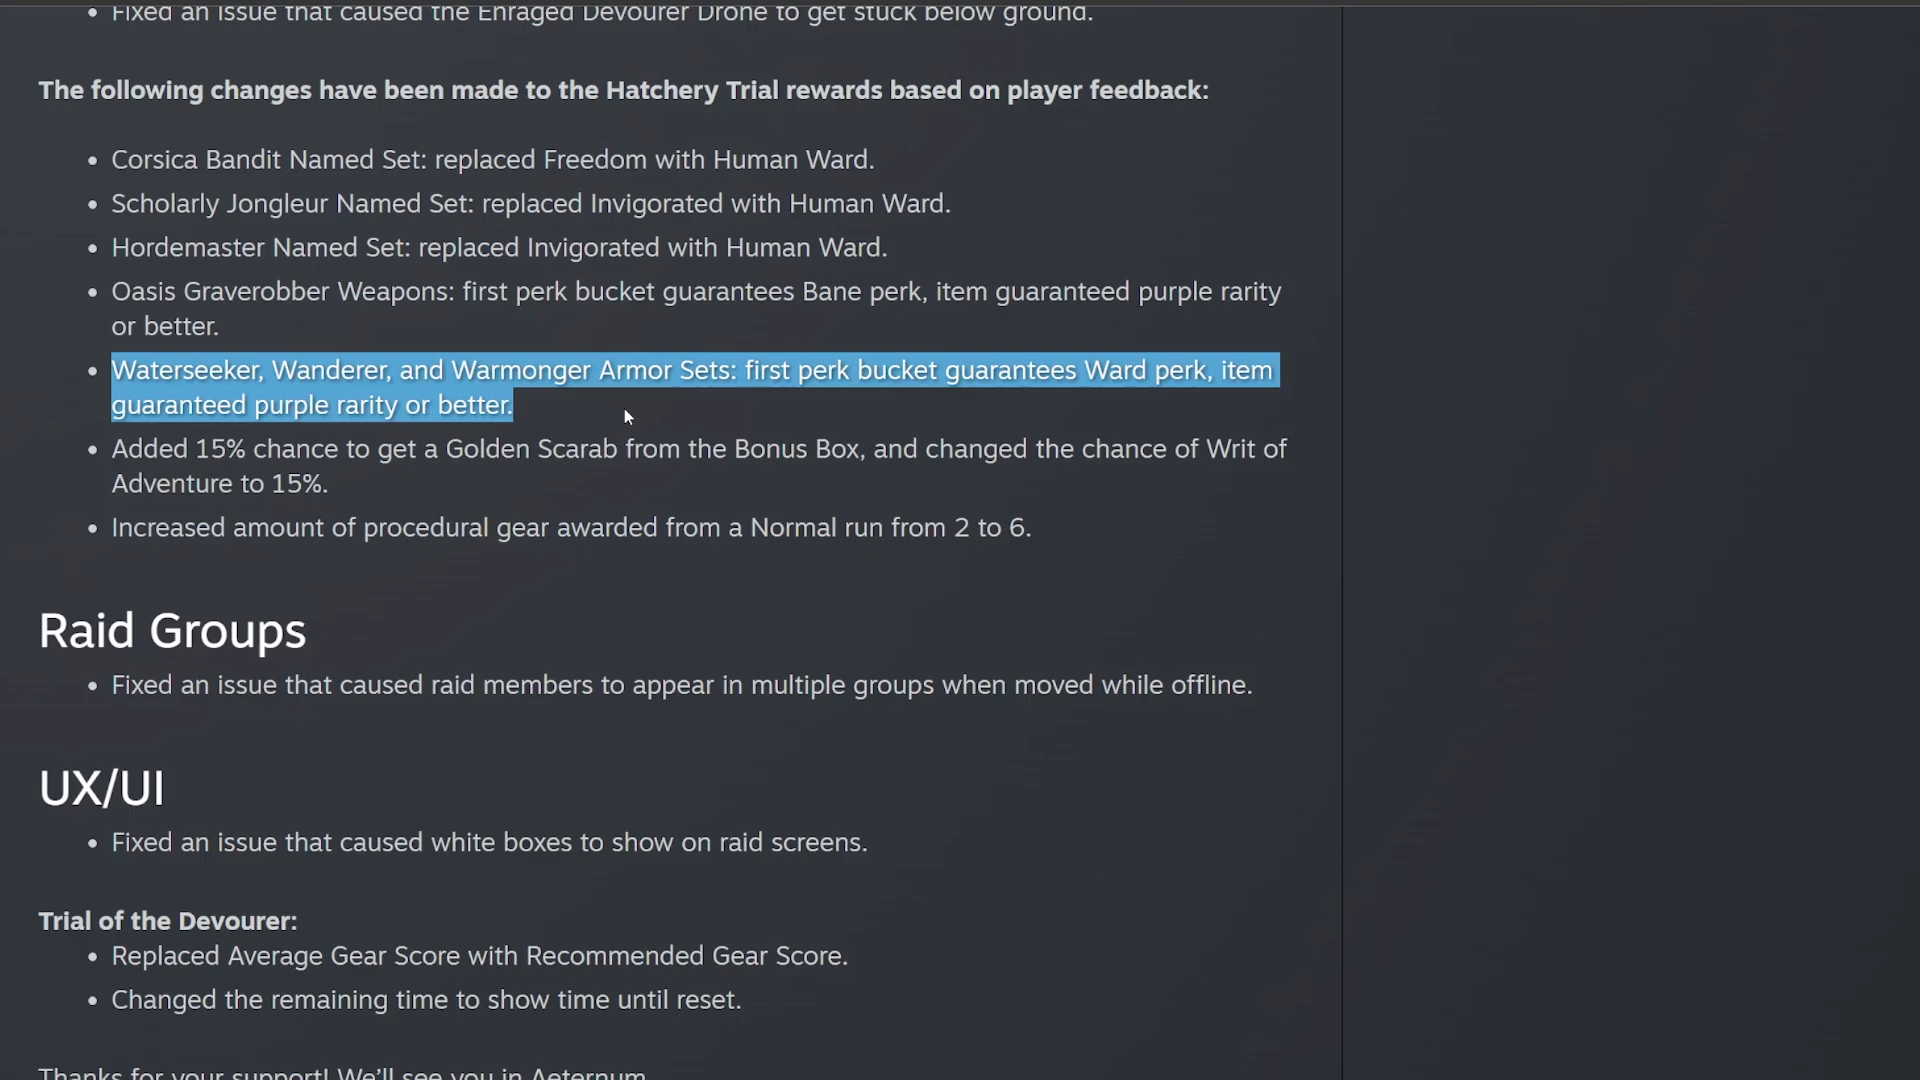 • Fixed an issue that caused the Enraged Devourer Drone to get stuck below ground.
The following changes have been made to the Hatchery Trial rewards based on player feedback:
• Corsica Bandit Named Set: replaced Freedom with Human Ward.
• Scholarly Jongleur Named Set: replaced Invigorated with Human Ward.
• Hordemaster Named Set: replaced Invigorated with Human Ward.
• Oasis Graverobber Weapons: first perk bucket guarantees Bane perk, item guaranteed purple rarity
or better.
• Waterseeker, Wanderer, and Warmonger Armor Sets: first perk bucket guarantees Ward perk, item
guaranteed purple rarity or better.
• Added 15% chance to get a Golden Scarab from the Bonus Box, and changed the chance of Writ of
Adventure to 15%.
• Increased amount of procedural gear awarded from a Normal run from 2 to 6.
Raid Groups
• Fixed an issue that caused raid members to appear in multiple groups when moved while offline.
UX/UI
• Fixed an issue that caused white boxes to show on raid screens.
Trial of the Devourer:
• Replaced Average Gear Score with Recommended Gear Score.
• Changed the remaining time to show time until reset.
Thanks for your support! We'll see you in Aeternum